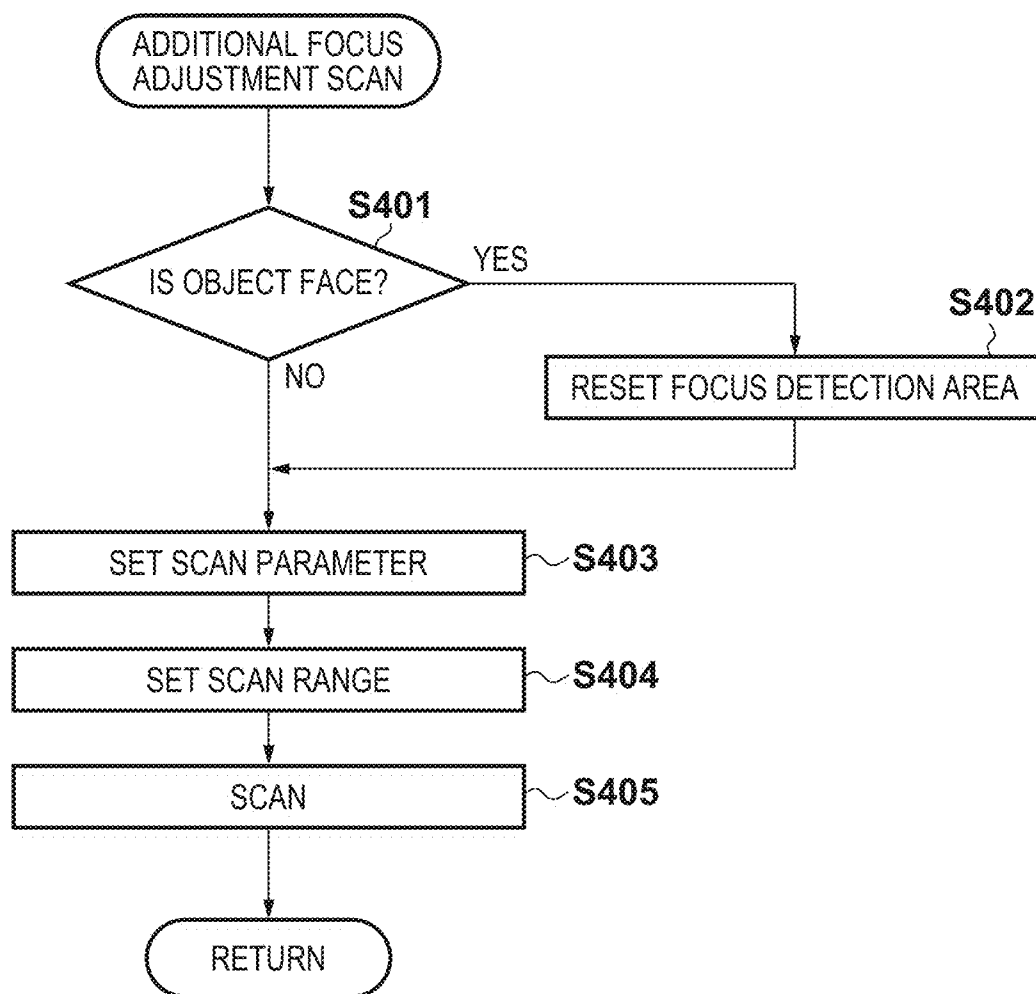 ADDITIONAL FOCUS
ADJUSTMENT SCAN
S401
IS OBJECT FACE?
YES
NO
S402
RESET FOCUS DETECTION AREA
SET SCAN PARAMETER
S403
SET SCAN RANGE
S404
SCAN
S405
RETURN